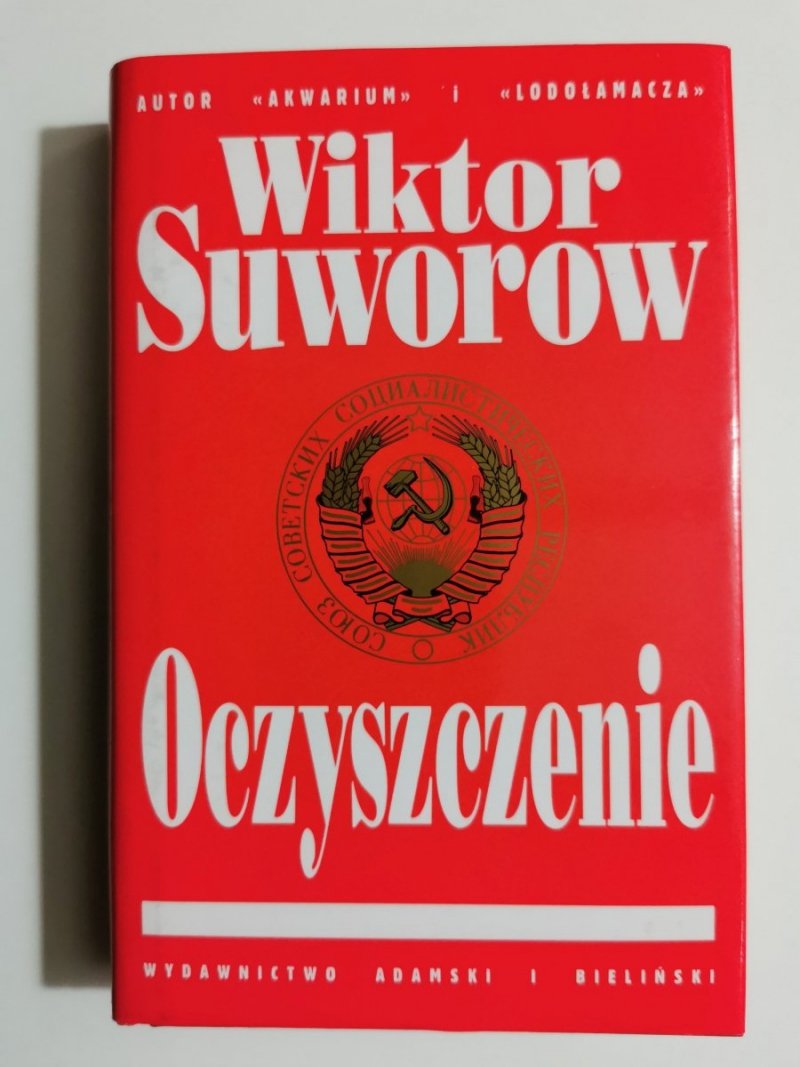 AUTOR «AKWARIUM» i «LODOŁAMACZA»
Wiktor
Suworow
СОЮЗ СОВЕТСКИХ СОЦИАЛИСТИЧЕСКИХ РЕСПУБЛИК
Oczyszczenie
WYDAWNICTWO ADAMSKI I BIELIŃSKI